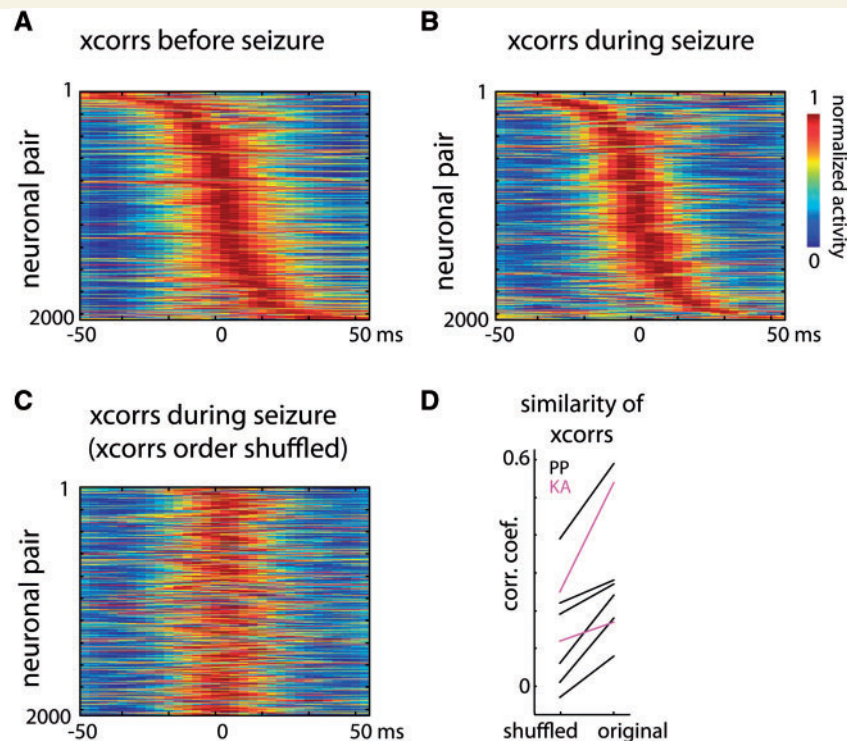 A
xcorrs before seizure
1
neuronal pair
2000
-50 0 50 ms
B
xcorrs during seizure
1
neuronal pair
2000
-50 0 50 ms
1
normalized activity
0
C
xcorrs during seizure
(xcorrs order shuffled)
1
neuronal pair
2000
-50 0 50 ms
D
similarity of
xcorrs
0.6
PP
KA
corr. coef.
0
shuffled original